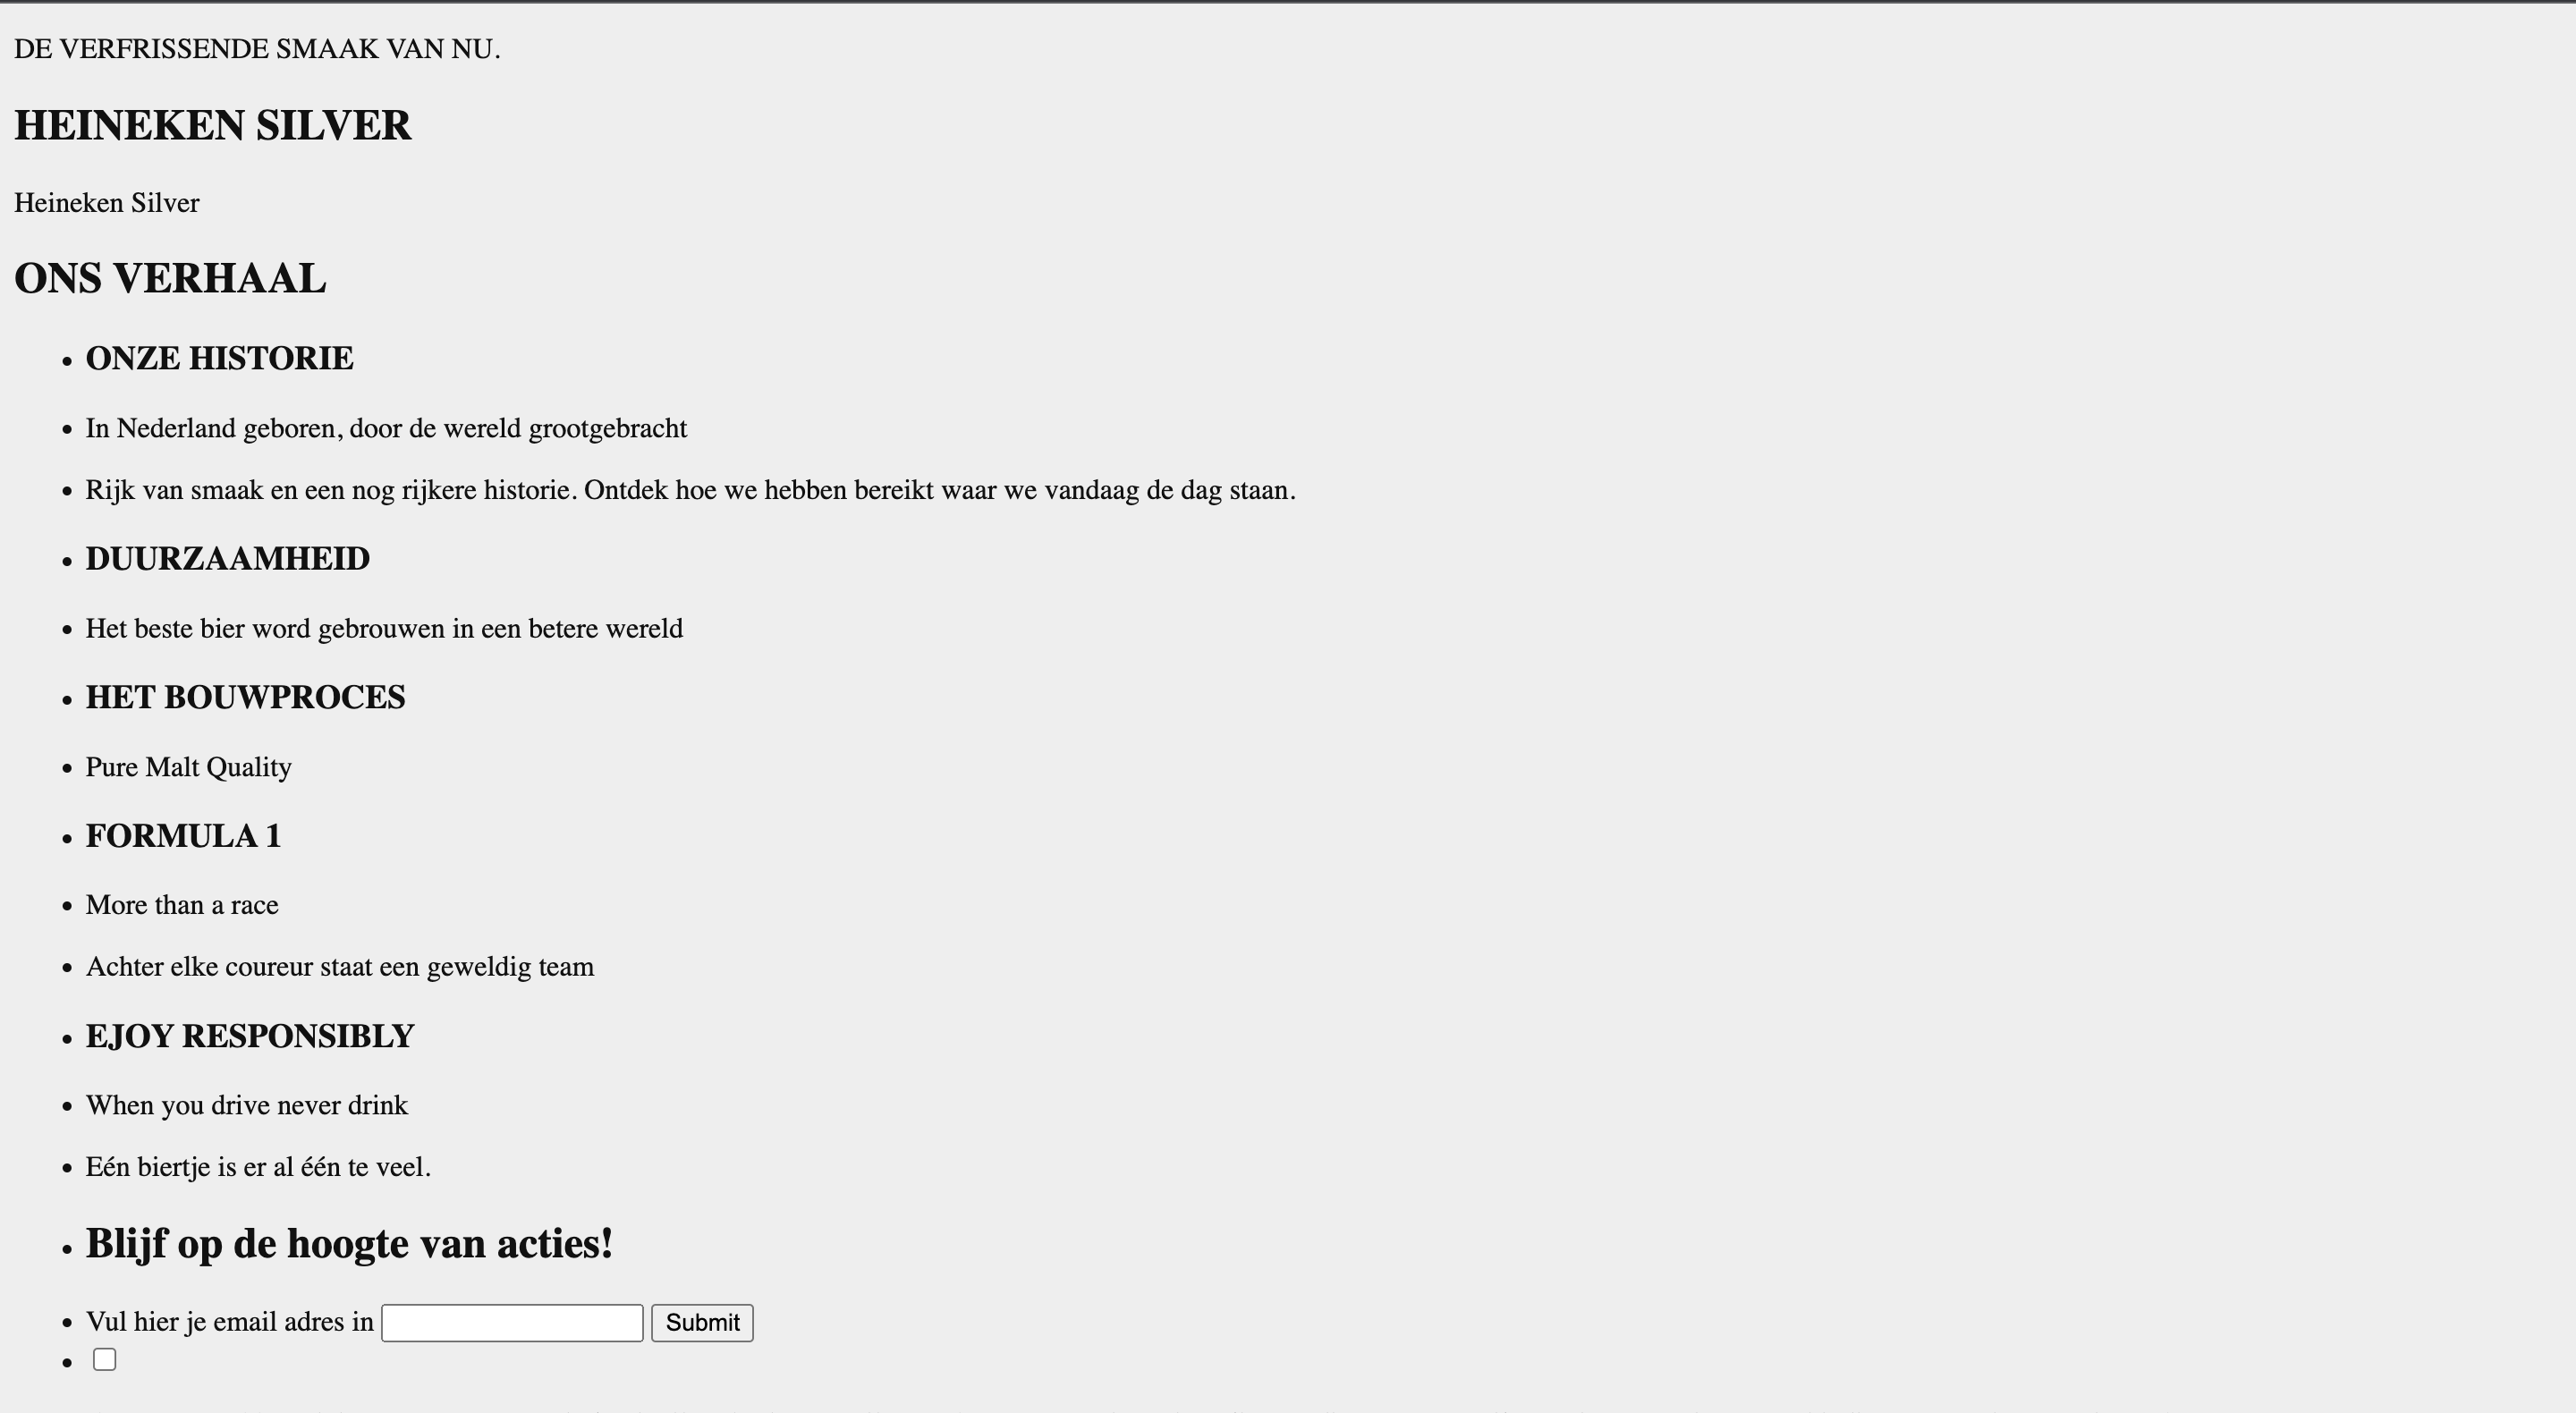 DE VERFRISSENDE SMAAK VAN NU.
HEINEKEN SILVER
Heineken Silver
ONS VERHAAL
ONZE HISTORIE
In Nederland geboren, door de wereld grootgebracht
Rijk van smaak en een nog rijkere historie. Ontdek hoe we hebben bereikt waar we vandaag de dag staan.
DUURZAAMHEID
Het beste bier word gebrouwen in een betere wereld
HET BOUWPROCES
Pure Malt Quality
FORMULA 1
More than a race
Achter elke coureur staat een geweldig team
EJOY RESPONSIBLY
When you drive never drink
Eén biertje is er al één te veel.
Blijf op de hoogte van acties!
Vul hier je email adres in Submit